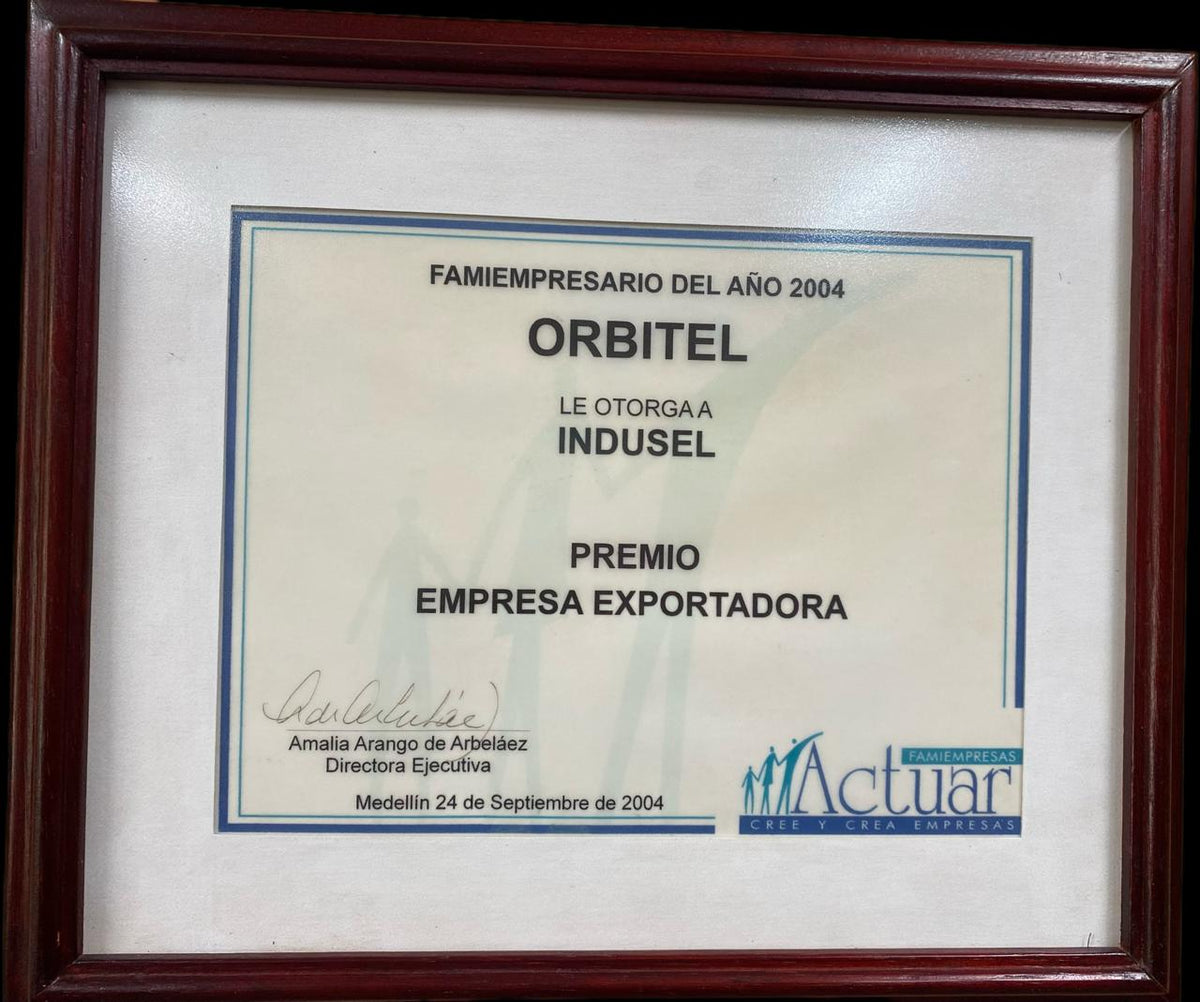 FAMIEMPRESARIO DEL AÑO 2004
ORBITEL
LE OTORGA A
INDUSEL
PREMIO
EMPRESA EXPORTADORA
Amalia Arango de Arbeláez
Directora Ejecutiva
Medellín 24 de Septiembre de 2004
FAMIEMPRESAS
Actuar
CREE Y CREA EMPRESAS